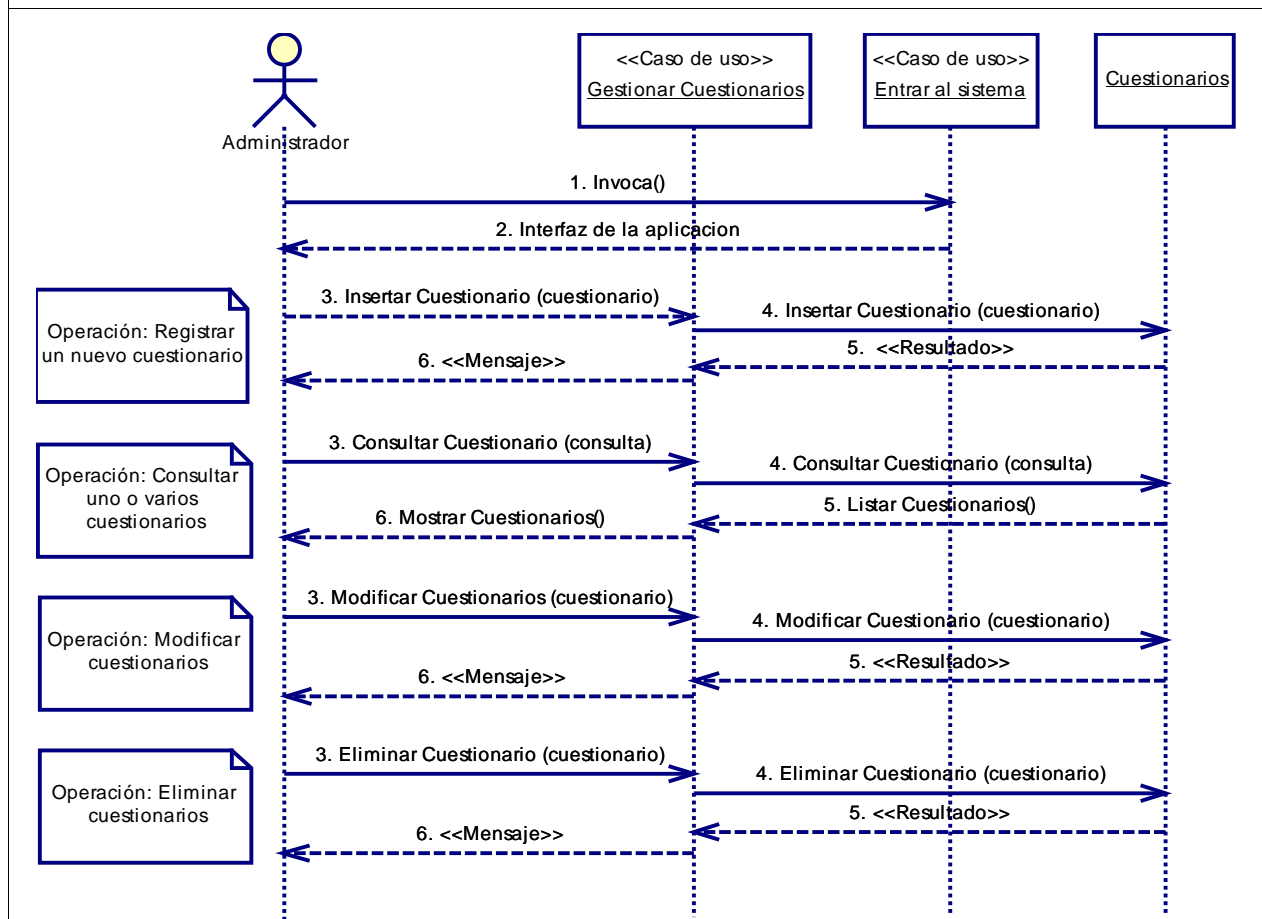 <<Caso de uso>>
Gestionar Cuestionarios
<<Caso de uso>>
Entrar al sistema
Cuestionarios
Administrador
1. Invoca()
2. Interfaz de la aplicacion
Operación: Registrar
un nuevo cuestionario
3. Insertar Cuestionario (cuestionario)
4. Insertar Cuestionario (cuestionario)
5. <<Resultado>>
6. <<Mensaje>>
Operación: Consultar
uno o varios
cuestionarios
3. Consultar Cuestionario (consulta)
4. Consultar Cuestionario (consulta)
5. Listar Cuestionarios()
6. Mostrar Cuestionarios()
Operación: Modificar
cuestionarios
3. Modificar Cuestionarios (cuestionario)
4. Modificar Cuestionario (cuestionario)
5. <<Resultado>>
6. <<Mensaje>>
Operación: Eliminar
cuestionarios
3. Eliminar Cuestionario (cuestionario)
4. Eliminar Cuestionario (cuestionario)
5. <<Resultado>>
6. <<Mensaje>>